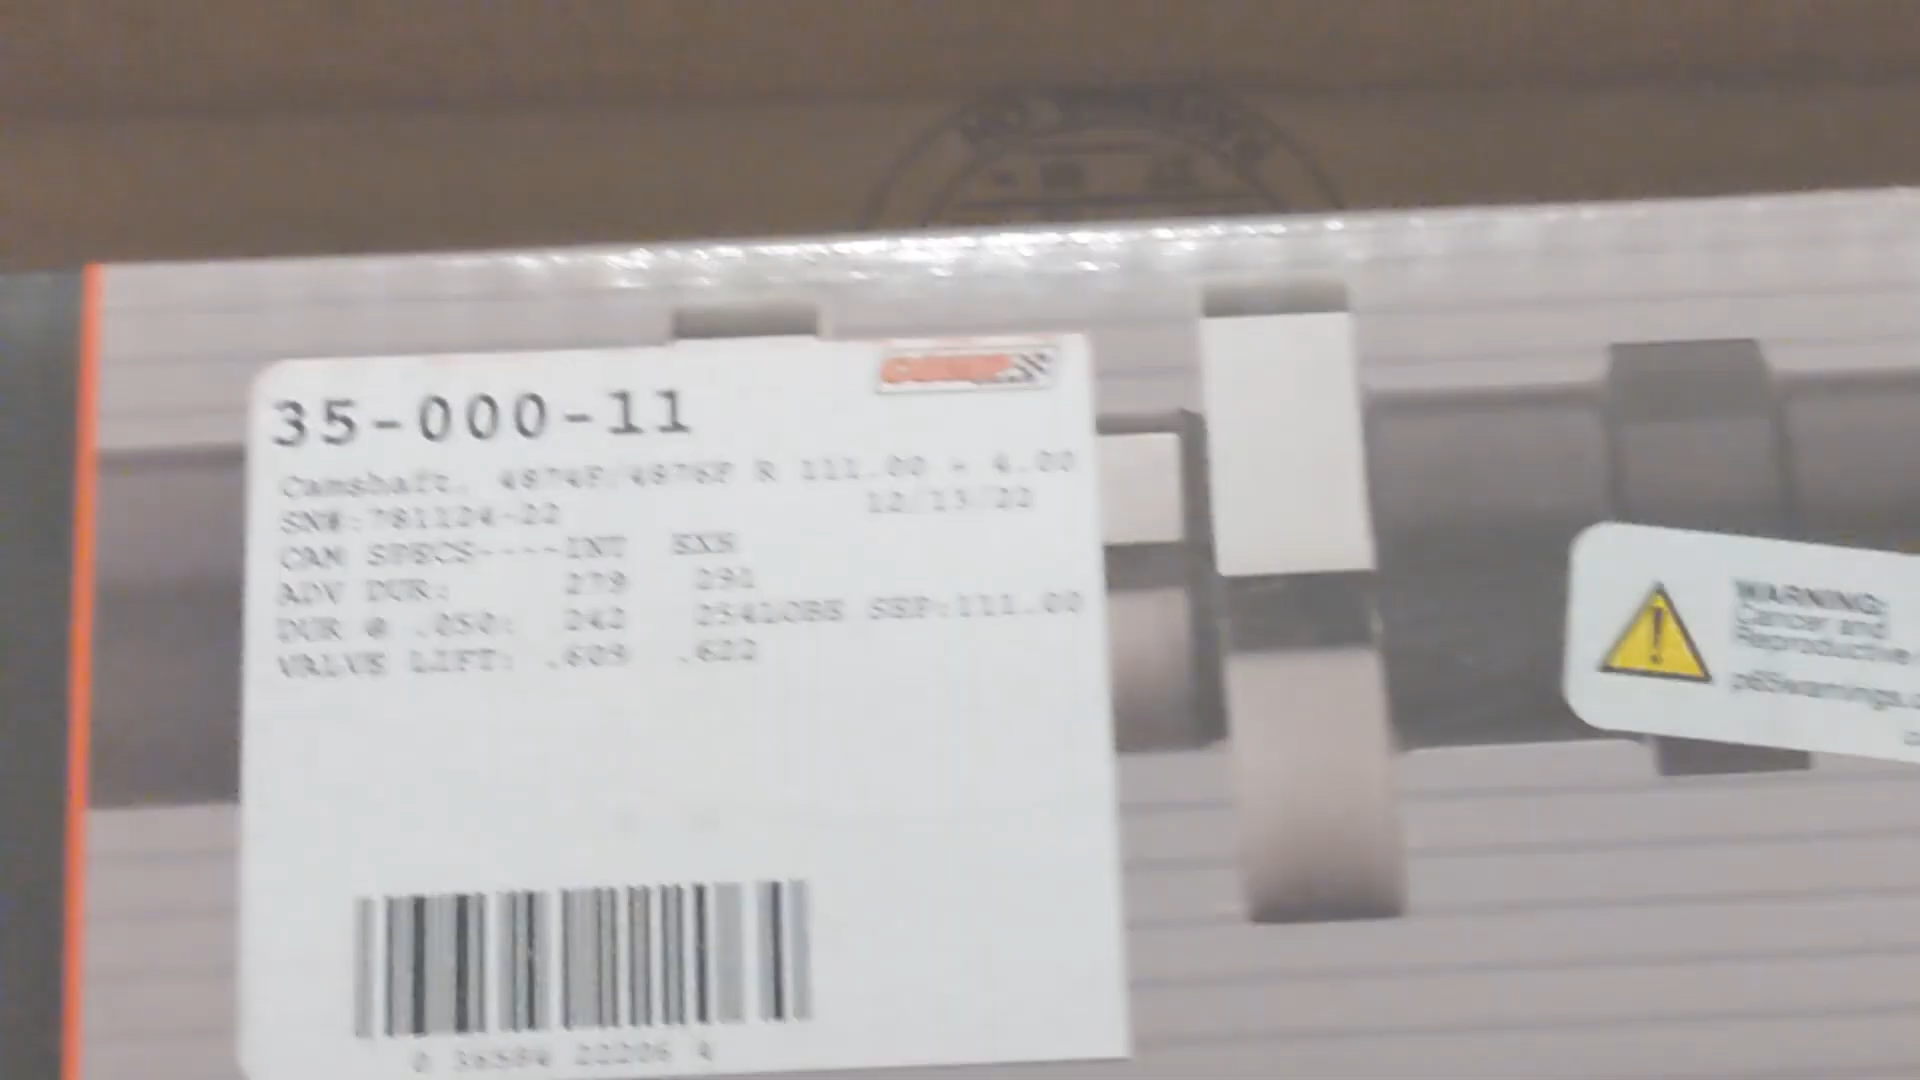 35-000-11
Camshaft, 4874F/4876F R 111.00 + 4.00
SN#:781124-22 12/13/22
CAM SPECS----INT EXH
ADV DUR: 279 291
DUR @ .050: 242 254LOBE SEP:111.00
VALVE LIFT: .609 .622
WARNING:
Cancer and
Reproductive
p65warnings.